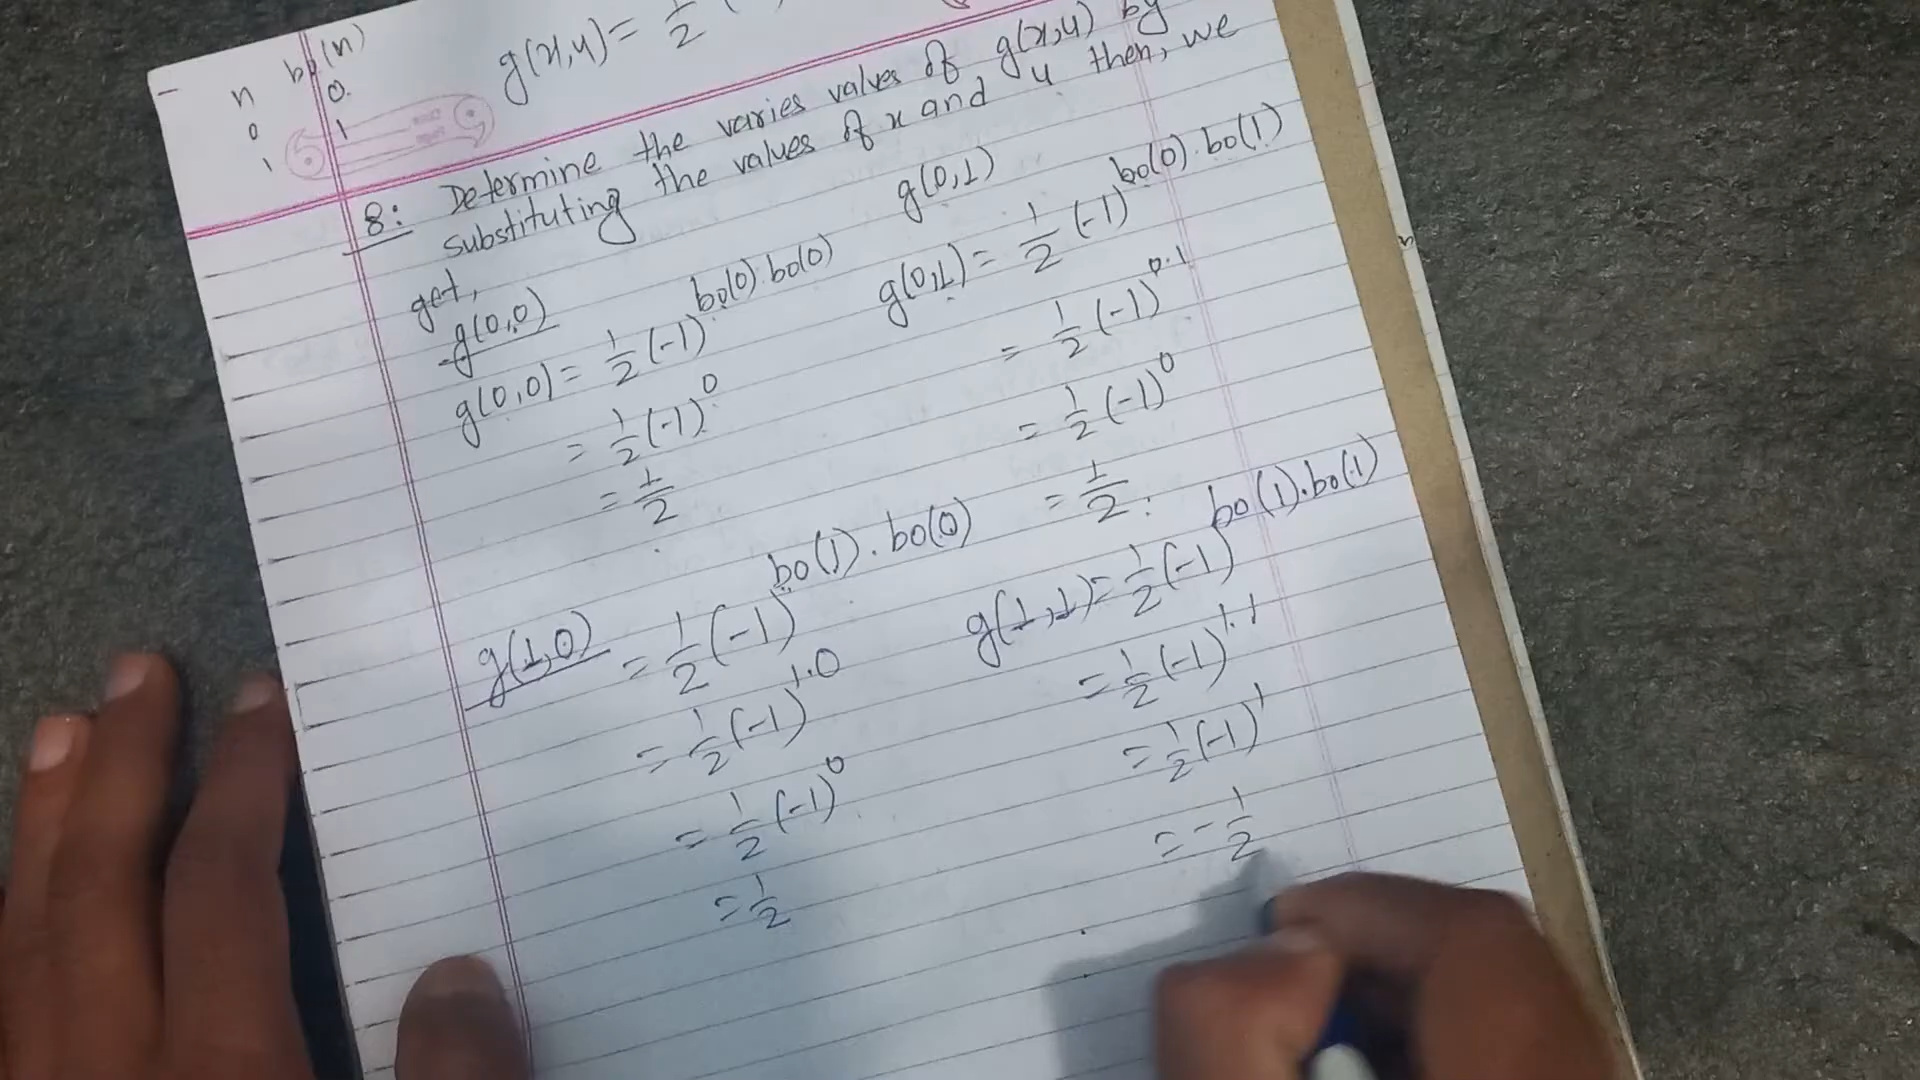 g(x,u) = 1/2 (
n b0(n)
0 0.
1 1
8: Determine the varies values of g(x,u) by
substituting the values of x and u then, we
get,
g(0,0)
g(0,0) = 1/2 (-1)^b0(0).b0(0)
= 1/2 (-1)^0
= 1/2
g(0,1)
g(0,1) = 1/2 (-1)^b0(0).b0(1)
= 1/2 (-1)^0.1
= 1/2 (-1)^0
= 1/2.
g(1,0) = 1/2 (-1)^b0(1).b0(0)
= 1/2 (-1)^1.0
= 1/2 (-1)^0
= 1/2
g(1,1) = 1/2 (-1)^b0(1).b0(1)
= 1/2 (-1)^1.1
= 1/2 (-1)^1
= -1/2